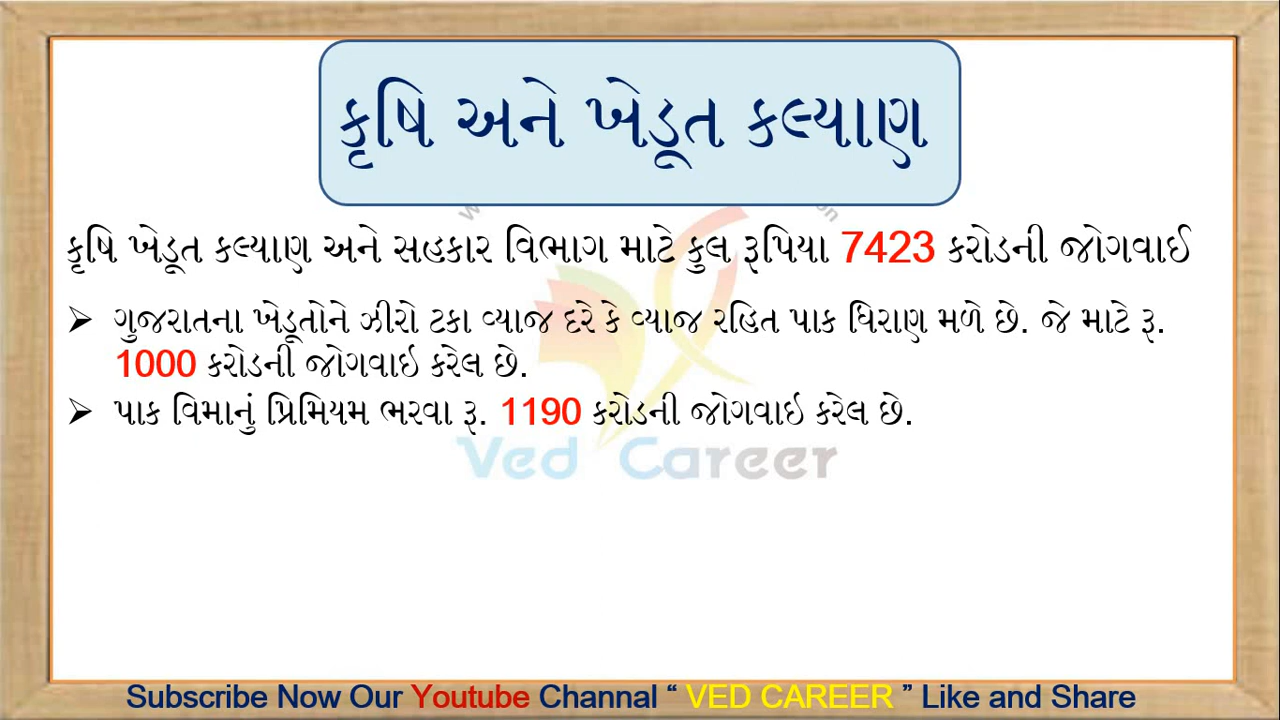 કૃષિ અને ખેડૂત કલ્યાણ
કૃષિ ખેડૂત કલ્યાણ અને સહકાર વિભાગ માટે કુલ રૂપિયા 7423 કરોડની જોગવાઈ
➢ ગુજરાતના ખેડૂતોને ઝીરો ટકા વ્યાજ દરે કે વ્યાજ રહિત પાક ધિરાણ મળે છે. જે માટે રૂ.
1000 કરોડની જોગવાઇ કરેલ છે.
➢ પાક વિમાનું પ્રિમિયમ ભરવા રૂ. 1190 કરોડની જોગવાઇ કરેલ છે.
Ved Career
Subscribe Now Our Youtube Channal “ VED CAREER ” Like and Share